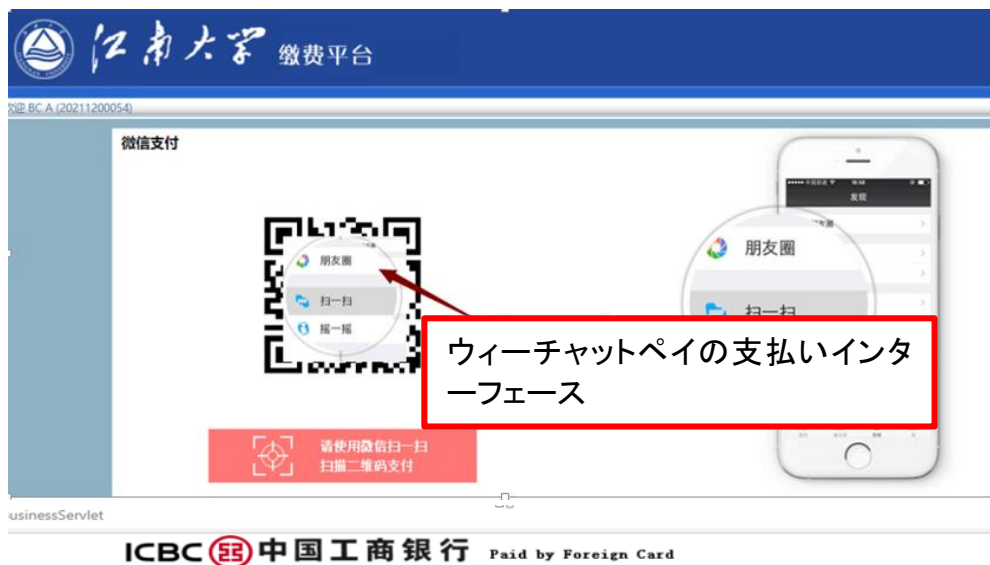 江南大学 缴费平台
欢迎 BC A (20211200054)
微信支付
发现
朋友圈
扫一扫
摇一摇
朋友圈
扫一扫
ウィーチャットペイの支払いインタ
ーフェース
请使用微信扫一扫
扫描二维码支付
usinessServlet
ICBC 中国工商银行 Paid by Foreign Card